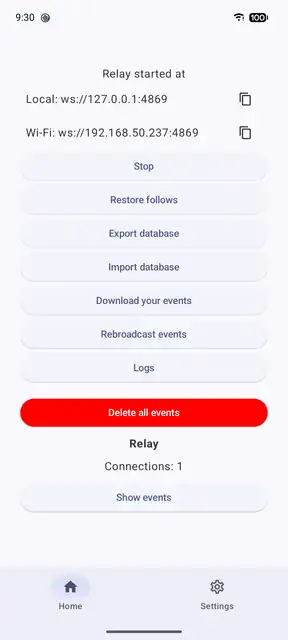 9:30
100
Relay started at
Local: ws://127.0.0.1:4869
Wi-Fi: ws://192.168.50.237:4869
Stop
Restore follows
Export database
Import database
Download your events
Rebroadcast events
Logs
Delete all events
Relay
Connections: 1
Show events
Home
Settings